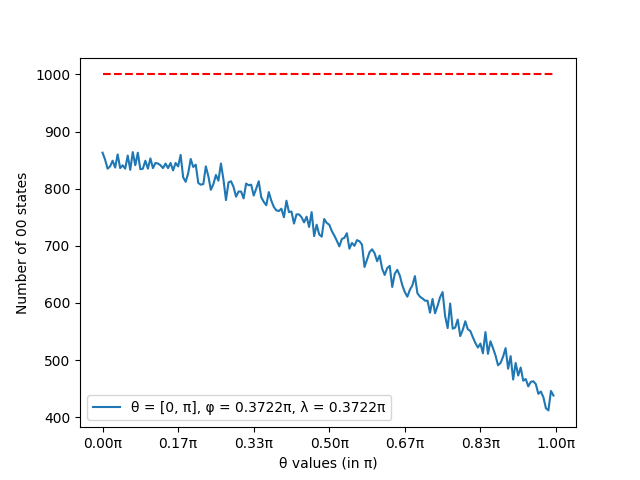 1000
900
800
700
600
500
400
Number of 00 states
θ = [0, π], φ = 0.3722π, λ = 0.3722π
0.00π 0.17π 0.33π 0.50π 0.67π 0.83π 1.00π
θ values (in π)